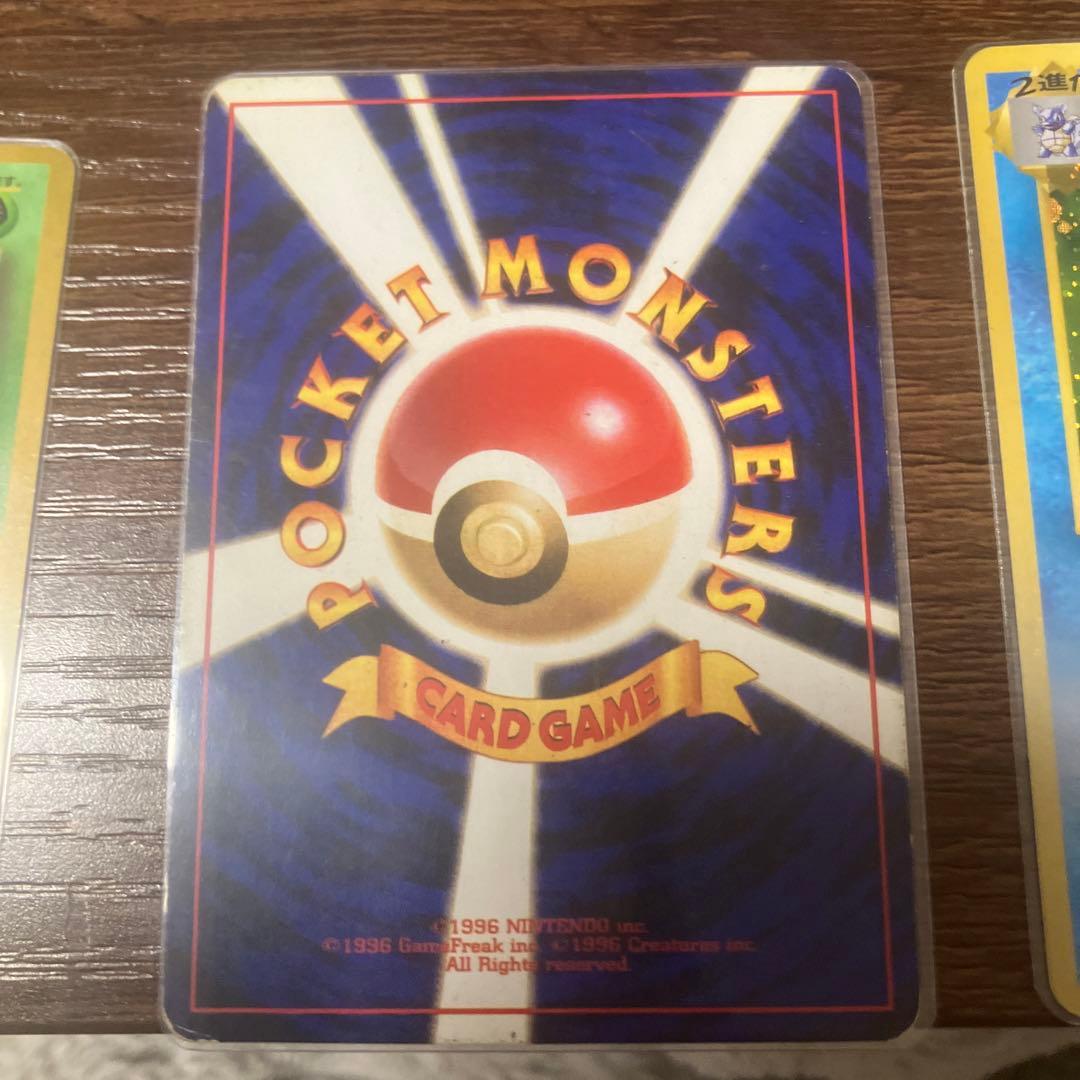 す。
2進化
POCKET MONSTERS
CARD GAME
©1996 NINTENDO inc.
©1996 GameFreak inc. ©1996 Creatures inc.
All Rights reserved.